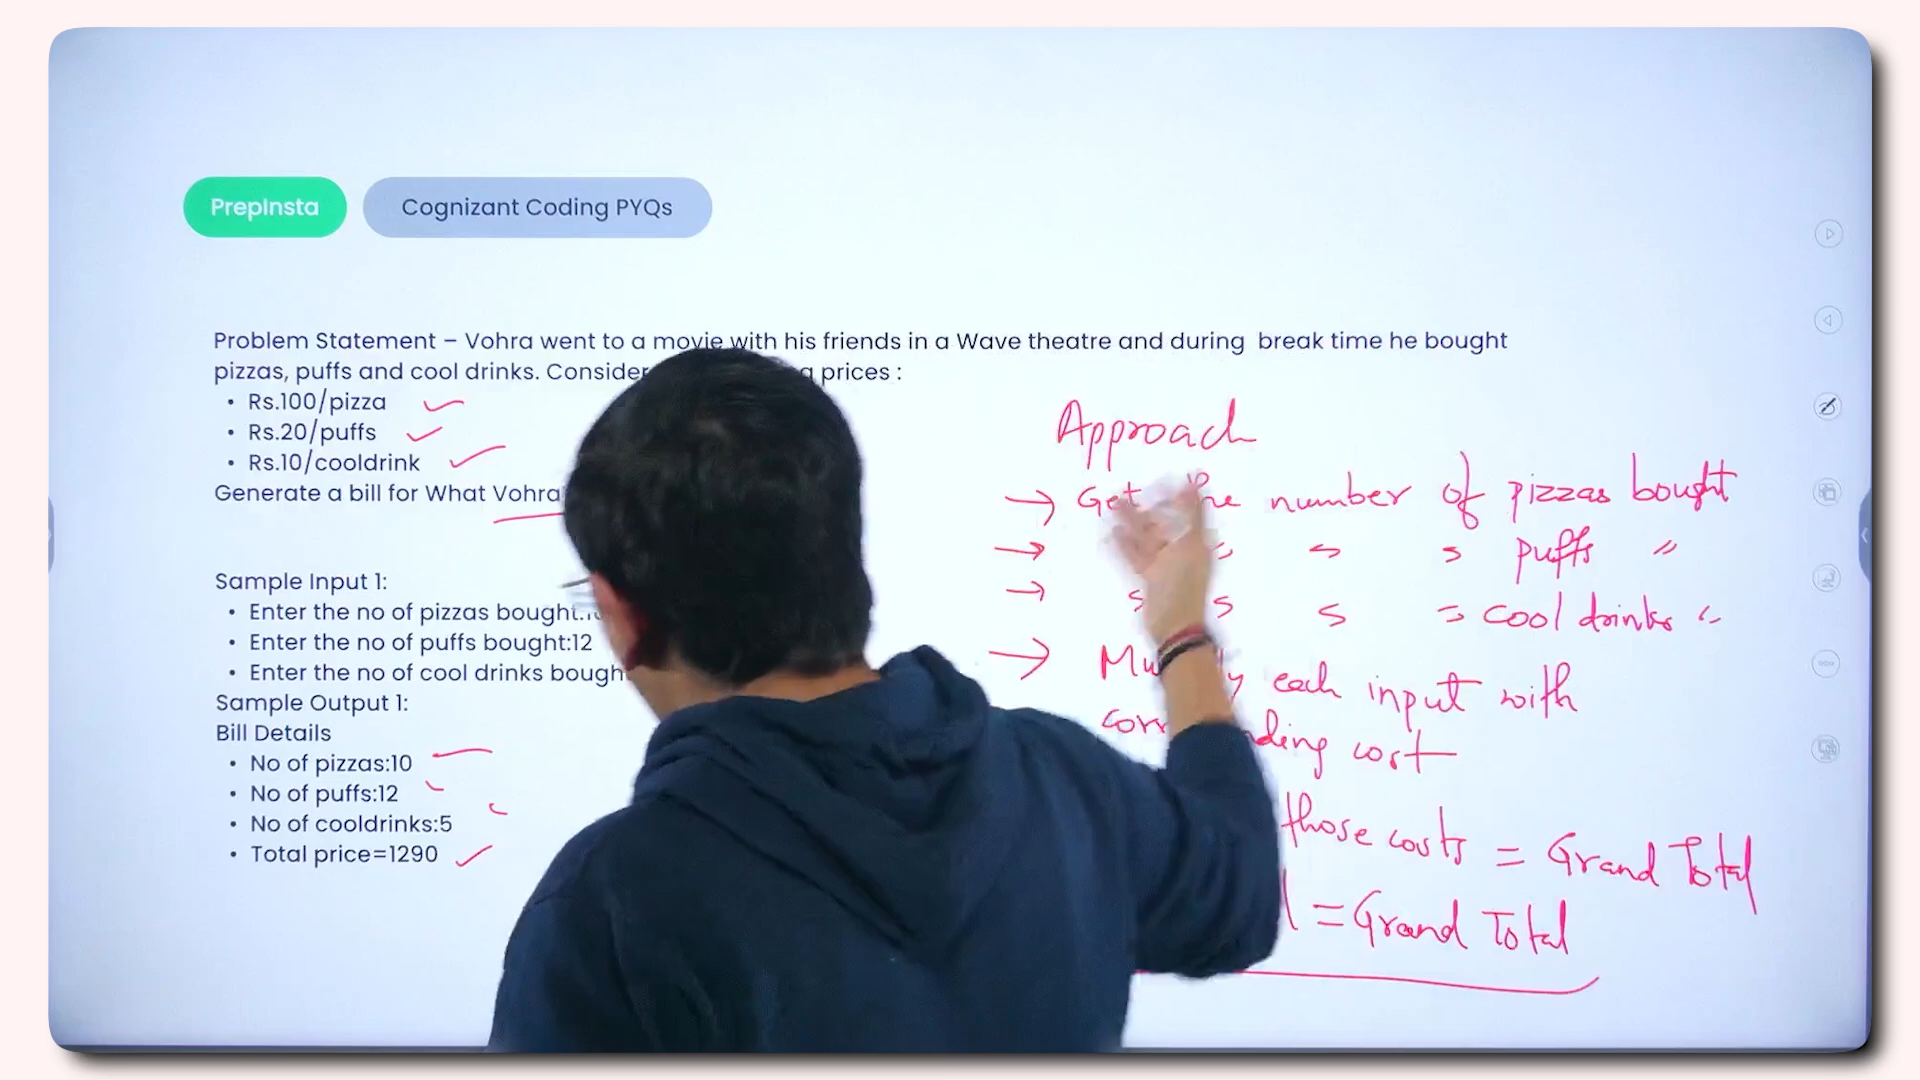 PrepInsta
Cognizant Coding PYQs
Problem Statement – Vohra went to a movie with his friends in a Wave theatre and during break time he bought
pizzas, puffs and cool drinks. Consider prices :
• Rs.100/pizza
• Rs.20/puffs
• Rs.10/cooldrink
Generate a bill for What Vohra
Sample Input 1:
• Enter the no of pizzas bought:
• Enter the no of puffs bought:12
• Enter the no of cool drinks bough
Sample Output 1:
Bill Details
• No of pizzas:10
• No of puffs:12
• No of cooldrinks:5
• Total price=1290
Approach
→ Get the number of pizzas bought
→ " " " puffs "
→ " " " " cool drinks "
→ each input with
cost
those costs = Grand Total
= Grand Total